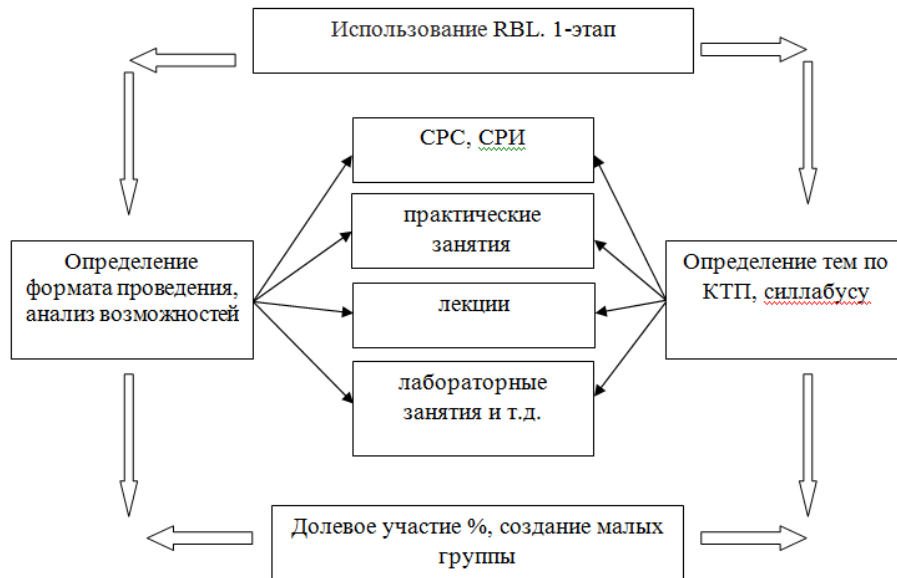 Использование RBL. 1-этап
СРС, СРИ
практические
занятия
Определение
формата проведения,
анализ возможностей
лекции
Определение тем по
КТП, силлабусу
лабораторные
занятия и т.д.
Долевое участие %, создание малых
группы